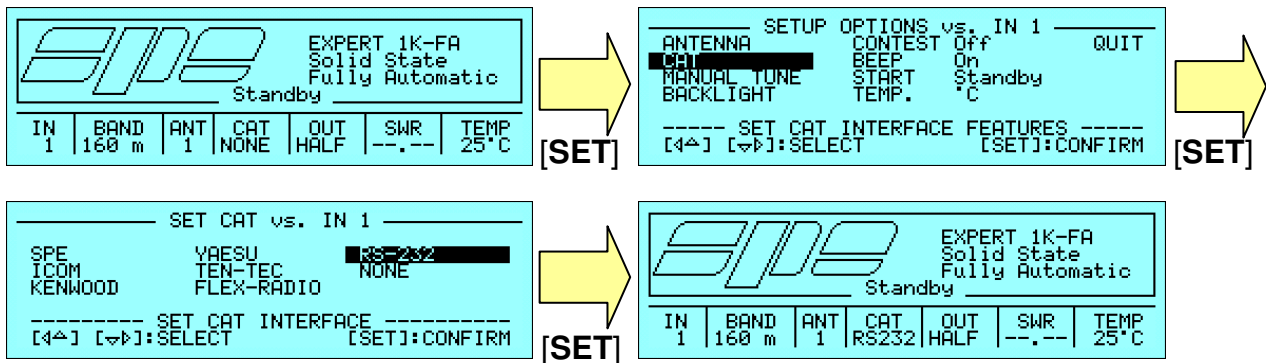 spe
EXPERT 1K-FA
Solid State
Fully Automatic
Standby
IN BAND ANT CAT OUT SWR TEMP
1 160 m 1 NONE HALF --.-- 25°C
[SET]
SETUP OPTIONS vs. IN 1
ANTENNA CONTEST Off QUIT
CAT BEEP On
MANUAL TUNE START Standby
BACKLIGHT TEMP. °C
----- SET CAT INTERFACE FEATURES -----
[◁△] [▽▷]:SELECT [SET]:CONFIRM
[SET]
SET CAT vs. IN 1
SPE YAESU RS-232
ICOM TEN-TEC NONE
KENWOOD FLEX-RADIO
--------- SET CAT INTERFACE ----------
[◁△] [▽▷]:SELECT [SET]:CONFIRM
[SET]
spe
EXPERT 1K-FA
Solid State
Fully Automatic
Standby
IN BAND ANT CAT OUT SWR TEMP
1 160 m 1 RS232 HALF --.-- 25°C